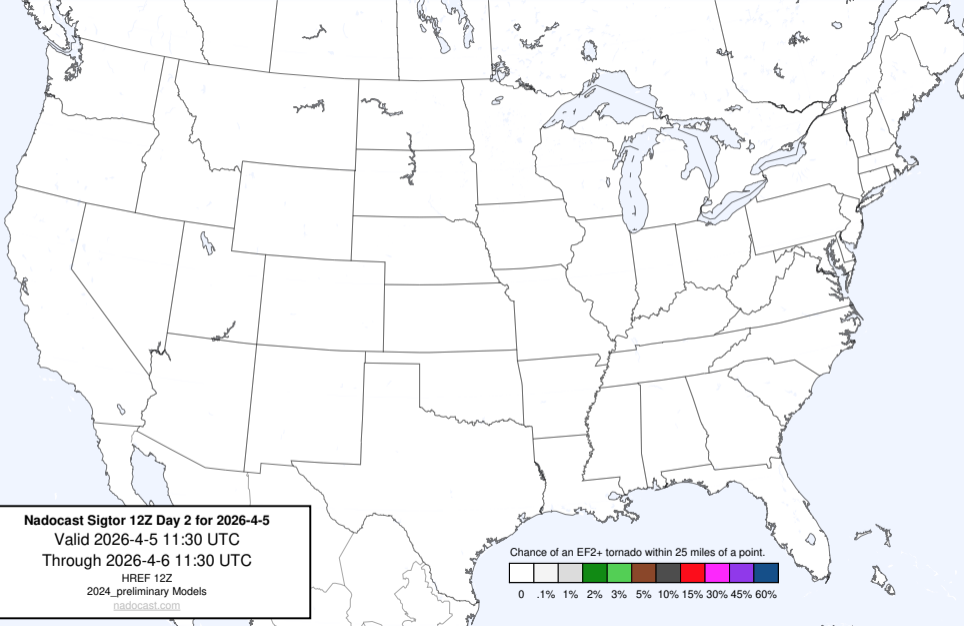 Nadocast Sigtor 12Z Day 2 for 2026-4-5
Valid 2026-4-5 11:30 UTC
Through 2026-4-6 11:30 UTC
HREF 12Z
2024_preliminary Models
nadocast.com
Chance of an EF2+ tornado within 25 miles of a point.
0 .1% 1% 2% 3% 5% 10% 15% 30% 45% 60%